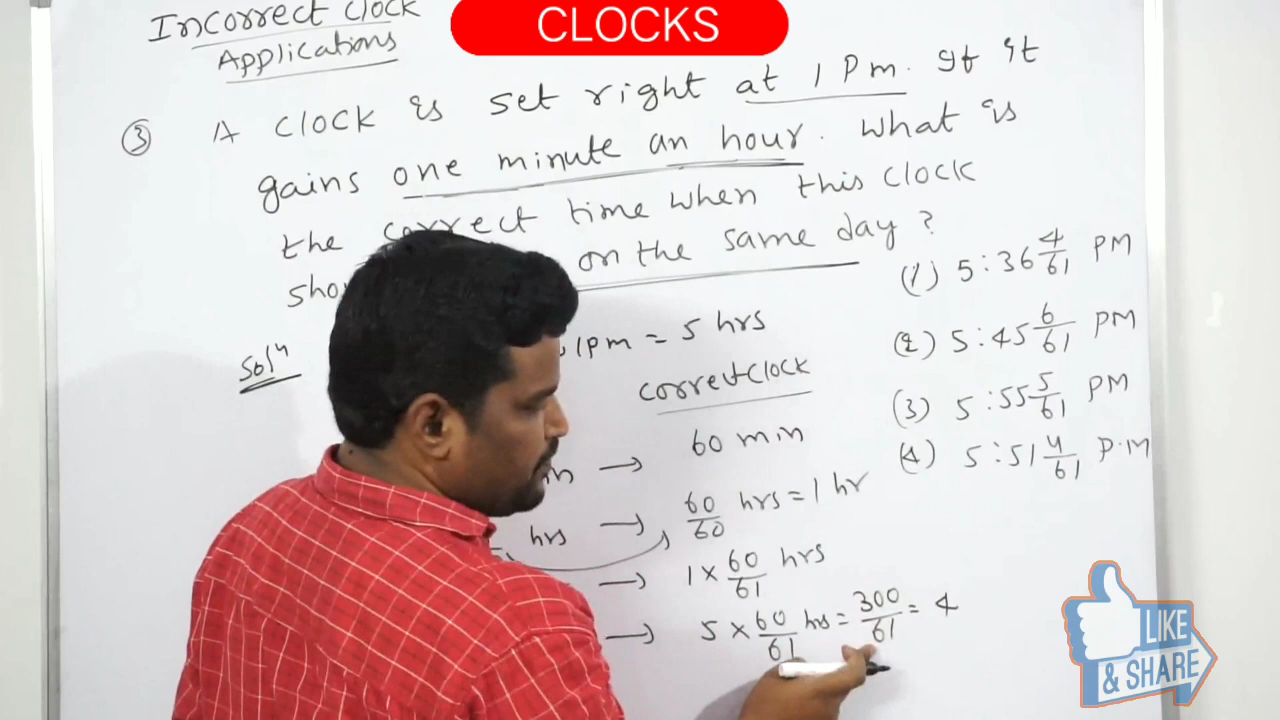 CLOCKS
Incorrect Clock
Applications
③ A clock is set right at 1 Pm. If it
gains one minute an hour. What is
the correct time when this clock
on the same day?
(1) 5:36 4/61 PM
(2) 5:45 6/61 PM
(3) 5:55 5/61 PM
(4) 5:51 4/61 P.M
Solⁿ
1pm = 5 hrs
correct clock
→ 60 min
hrs → 60/60 hrs = 1 hr
→ 1 × 60/61 hrs
→ 5 × 60/61 hrs = 300/61 = 4
LIKE
& SHARE